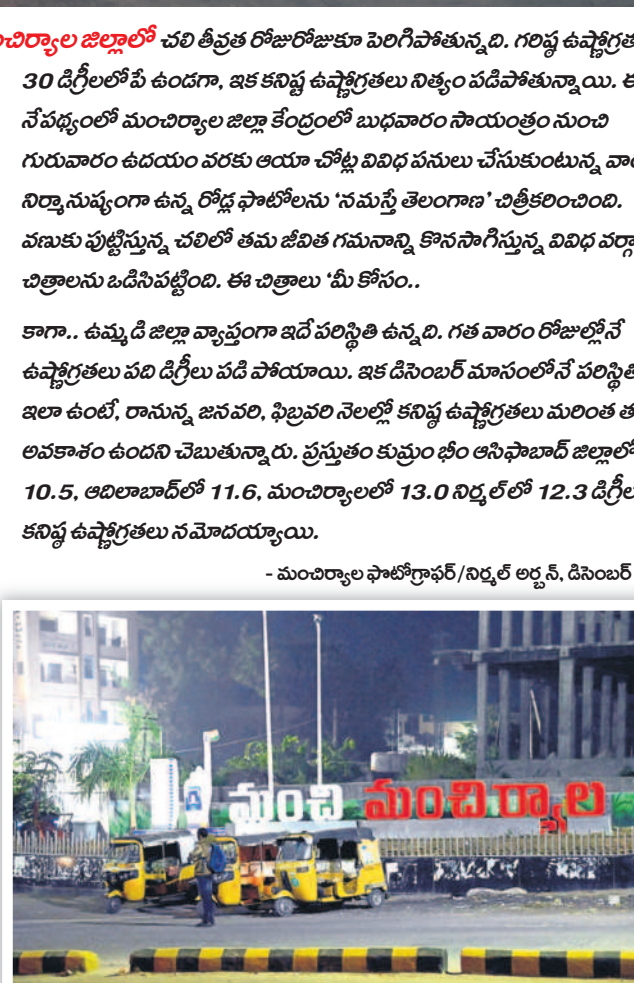 చిర్యాల జిల్లాలో చలి తీవ్రత రోజురోజుకూ పెరిగిపోతున్నది. గరిష్ఠ
30 డిగ్రీలలోపే ఉండగా, ఇక కనిష్ట ఉష్ణోగ్రతలు నిత్యం పడిపోతున్నాయి. ఈ
నేపథ్యంలో మంచిర్యాల జిల్లా కేంద్రంలో బుధవారం సాయంత్రం నుంచి
గురువారం ఉదయం వరకు ఆయా చోట్ల వివిధ పనులు చేసుకుంటున్న
నిర్మానుష్యంగా ఉన్న రోడ్ల ఫొటోలను ‘నమస్తే తెలంగాణ’ చిత్రీకరించింది.
వణుకు పుట్టిస్తున్న చలిలో తమ జీవిత గమనాన్ని కొనసాగిస్తున్న వివిధ
చిత్రాలను ఒడిసిపట్టింది. ఈ చిత్రాలు ‘మీ కోసం..
కాగా.. ఉమ్మడి జిల్లా వ్యాప్తంగా ఇదే పరిస్థితి ఉన్నది. గత వారం రోజుల్లోనే
ఉష్ణోగ్రతలు పది డిగ్రీలు పడి పోయాయి. ఇక డిసెంబర్ మాసంలోనే పరిస్థితి
ఇలా ఉంటే, రానున్న జనవరి, ఫిబ్రవరి నెలల్లో కనిష్ఠ ఉష్ణోగ్రతలు మరింత
అవకాశం ఉందని చెబుతున్నారు. ప్రస్తుతం కుమ్రం భీం ఆసిఫాబాద్ జిల్లాలో
10.5, ఆదిలాబాద్‌లో 11.6, మంచిర్యాలలో 13.0 నిర్మల్‌లో 12.3
కనిష్ఠ ఉష్ణోగ్రతలు నమోదయ్యాయి.
- మంచిర్యాల ఫొటోగ్రాఫర్/నిర్మల్ అర్బన్, డిసెంబర్
మంచి మంచిర్యాల